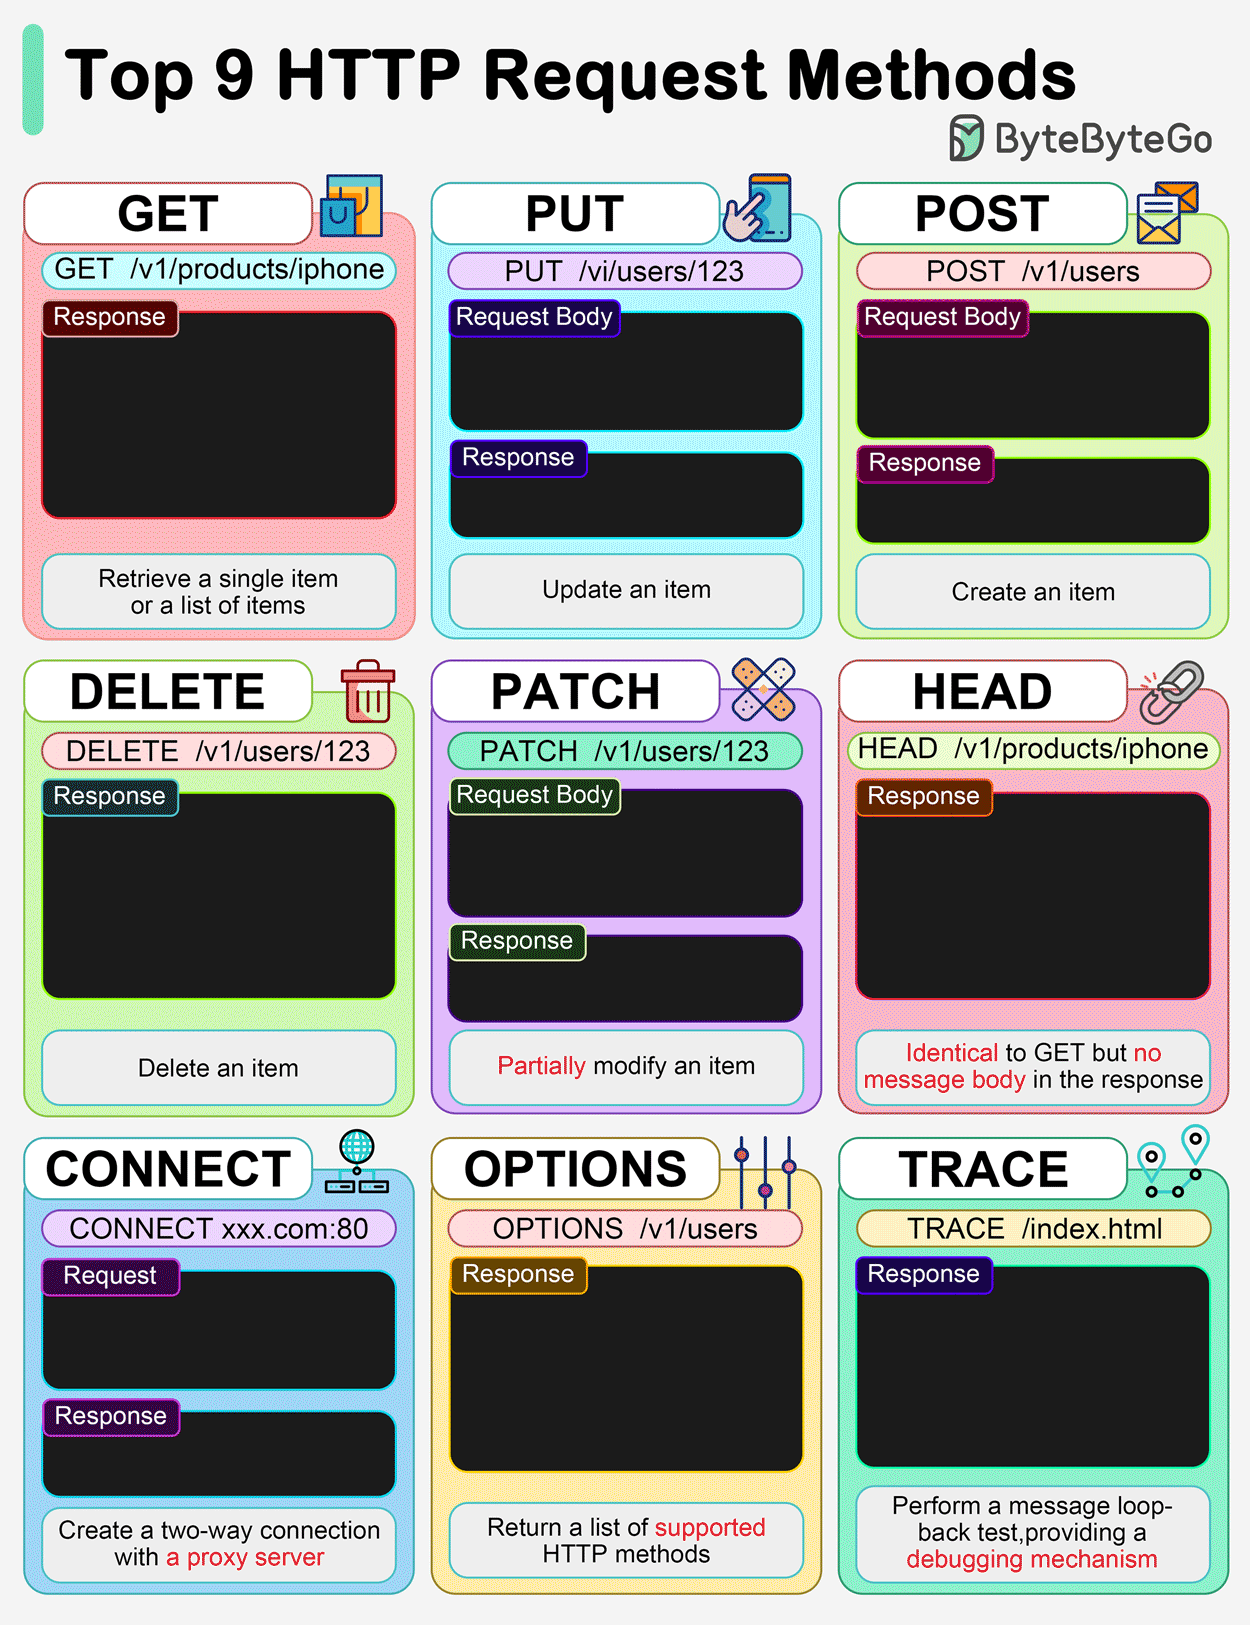 Top 9 HTTP Request Methods
ByteByteGo
GET
GET /v1/products/iphone
Response
Retrieve a single item
or a list of items
PUT
PUT /vi/users/123
Request Body
Response
Update an item
POST
POST /v1/users
Request Body
Response
Create an item
DELETE
DELETE /v1/users/123
Response
Delete an item
PATCH
PATCH /v1/users/123
Request Body
Response
Partially modify an item
HEAD
HEAD /v1/products/iphone
Response
Identical to GET but no
message body in the response
CONNECT
CONNECT xxx.com:80
Request
Response
Create a two-way connection
with a proxy server
OPTIONS
OPTIONS /v1/users
Response
Return a list of supported
HTTP methods
TRACE
TRACE /index.html
Response
Perform a message loop-
back test,providing a
debugging mechanism